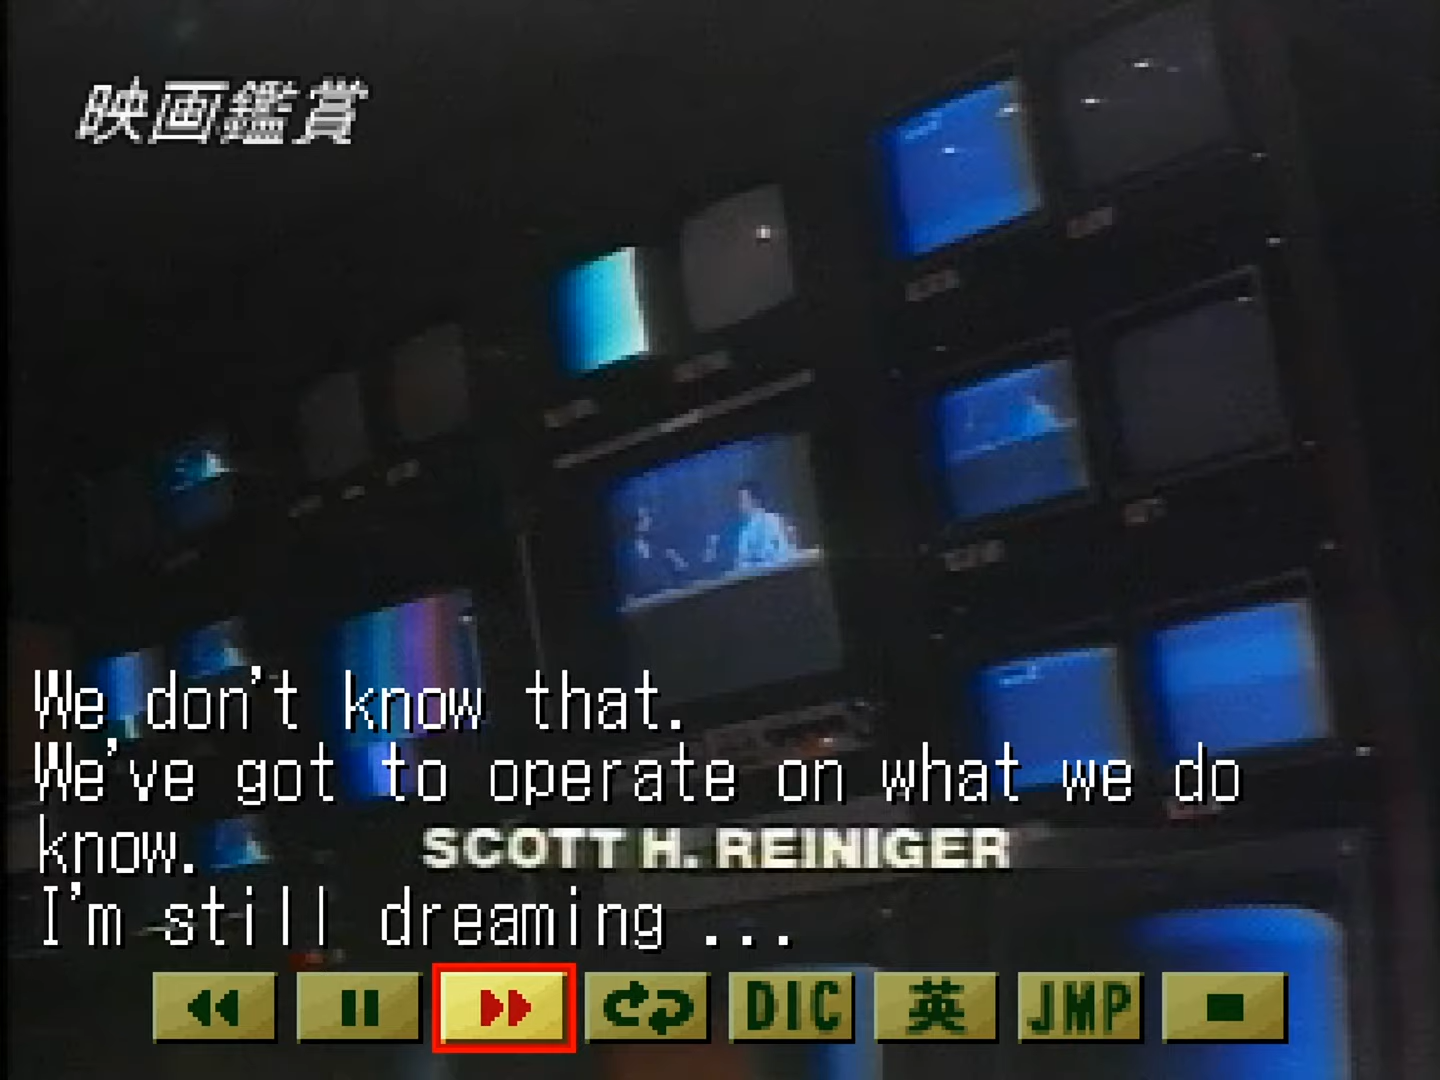 映画鑑賞
We don't know that.
We've got to operate on what we do
know.
SCOTT H. REINIGER
I'm still dreaming ...
DIC
英
JMP